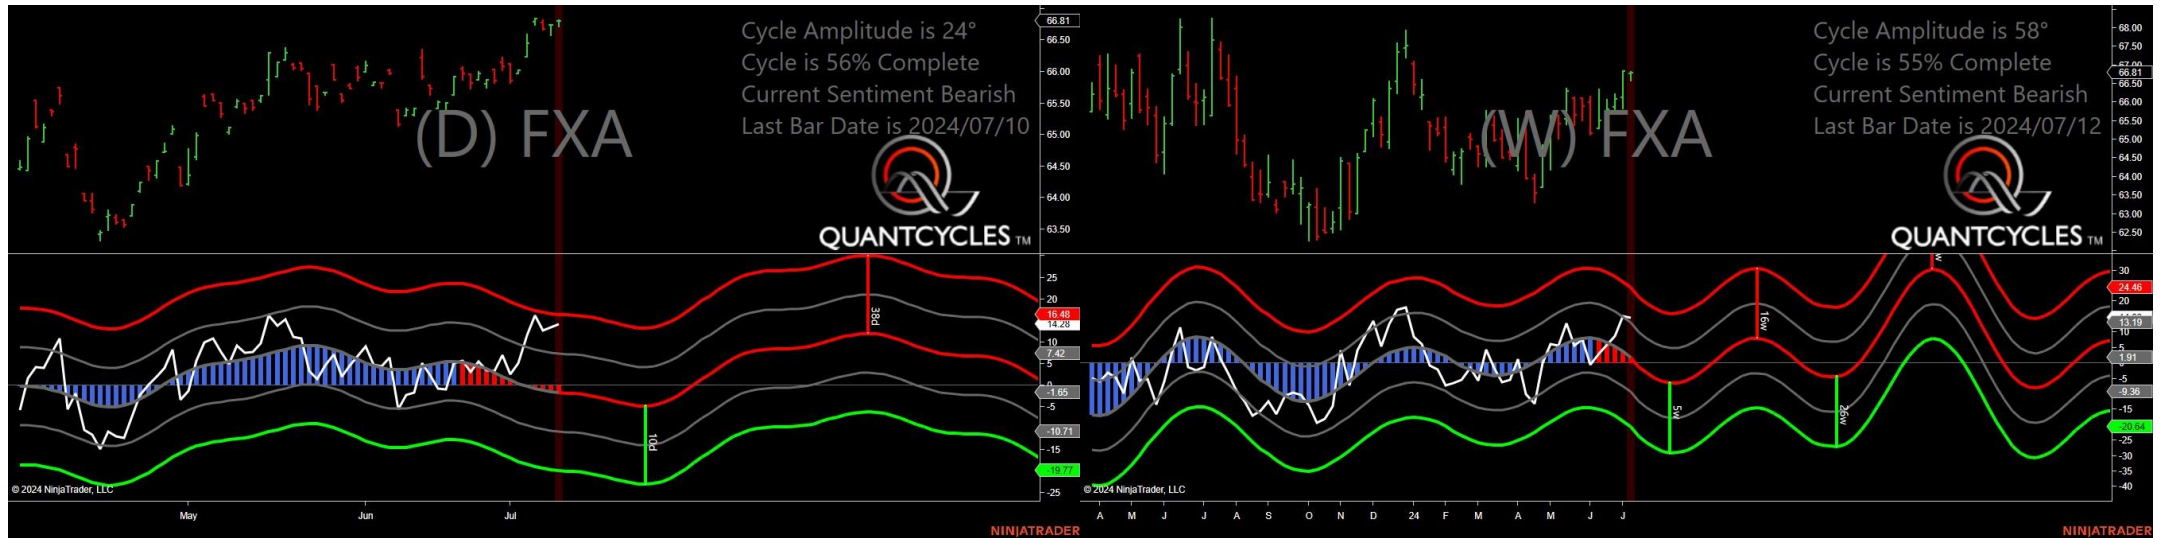 Cycle Amplitude is 24°
Cycle is 56% Complete
Current Sentiment Bearish
Last Bar Date is 2024/07/10
(D) FXA
QUANTCYCLES TM
66.81
66.50
66.00
65.50
65.00
64.50
64.00
63.50
25
20
16.48
14.28
7.42
5
0
-1.65
-5
-10.71
-15
-19.77
-25
38d
10d
© 2024 NinjaTrader, LLC
May Jun Jul
NINJATRADER
Cycle Amplitude is 58°
Cycle is 55% Complete
Current Sentiment Bearish
Last Bar Date is 2024/07/12
(W) FXA
QUANTCYCLES TM
68.00
67.50
67.00
66.81
66.50
66.00
65.50
65.00
64.50
64.00
63.50
63.00
62.50
30
24.46
20
13.19
10
5
1.91
-5
-9.36
-15
-20.64
-25
-30
-35
-40
16w
5w
26w
w
© 2024 NinjaTrader, LLC
A M J J A S O N D 24 F M A M J J
NINJATRADER